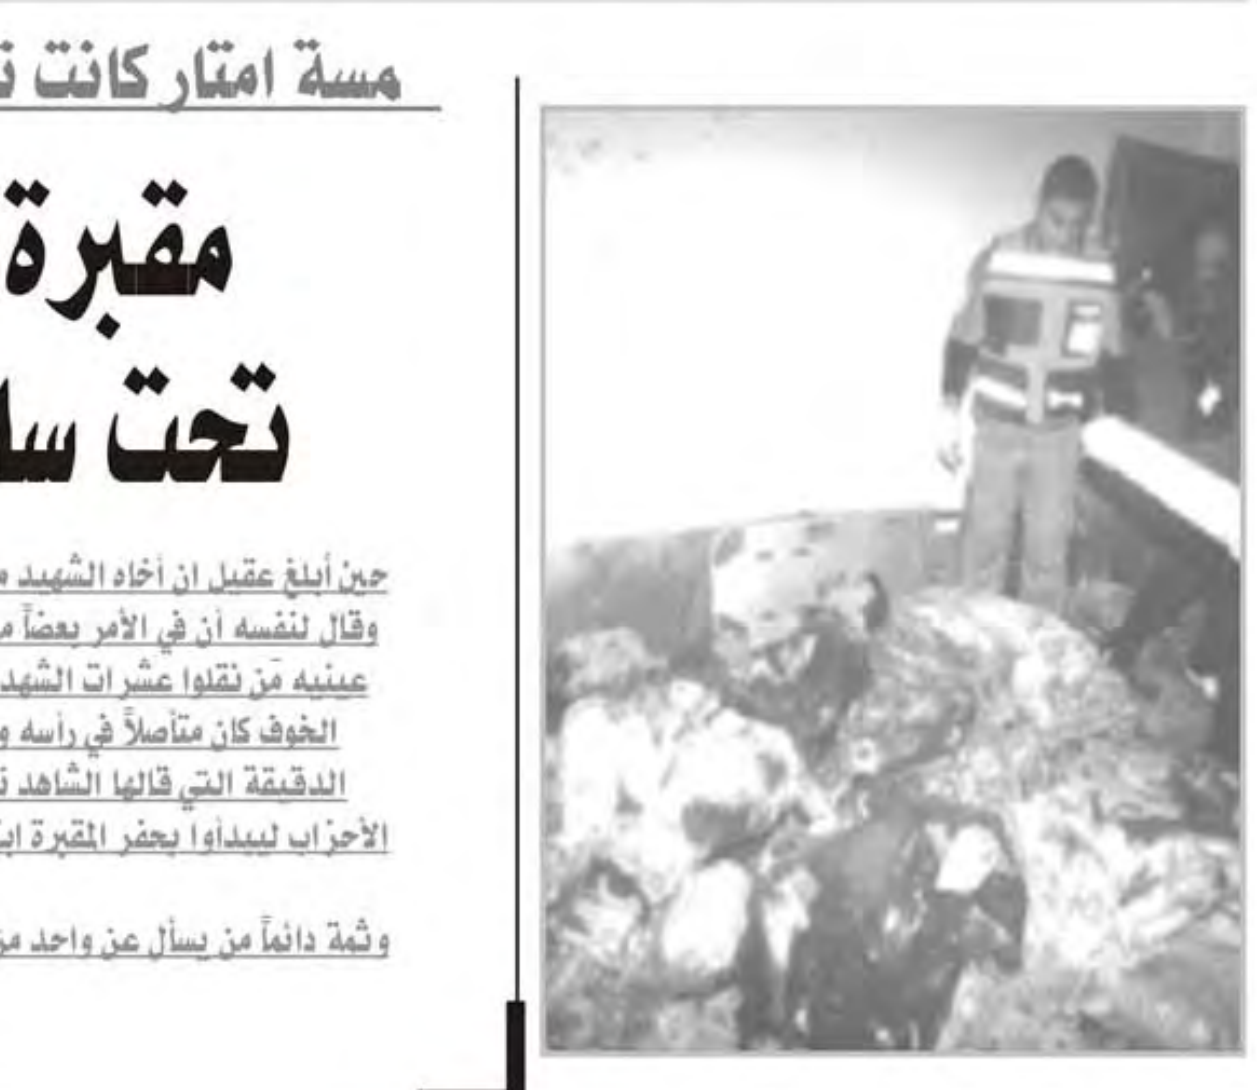 مسة امتار كانت
مقبرة
تحت
حين أبلغ عقيل ان أخاه الشهيد
وقال لنفسه أن في الأمر بعضاً
عينيه مَن نقلوا عشرات الشهد
الخوف كان متأصلاً في رأسه و
الدقيقة التي قالها الشاهد
الأحزاب ليبدأوا بحفر المقبرة
وثمة دائماً من يسأل عن واحد